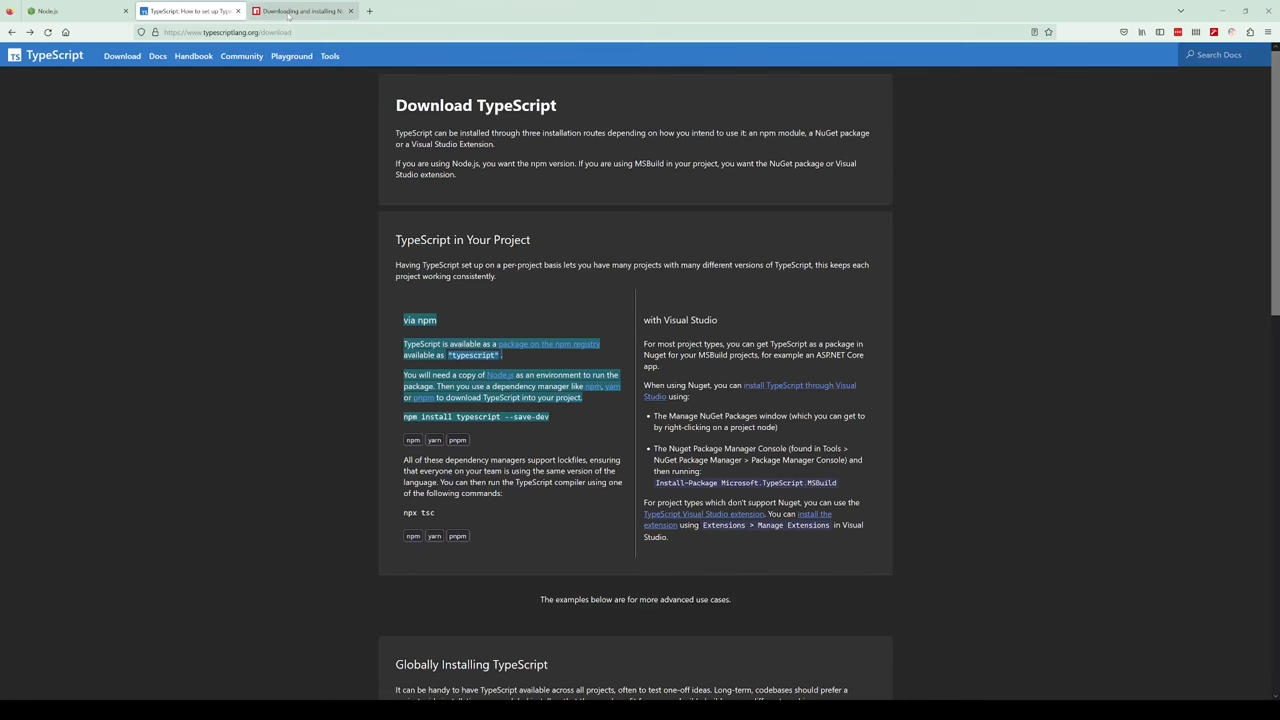 Node.js
TypeScript: How to set up Type
Downloading and installing N
https://www.typescriptlang.org/download
TS TypeScript
Download Docs Handbook Community Playground Tools
Search Docs
Download TypeScript
TypeScript can be installed through three installation routes depending on how you intend to use it: an npm module, a NuGet package
or a Visual Studio Extension.
If you are using Node.js, you want the npm version. If you are using MSBuild in your project, you want the NuGet package or Visual
Studio extension.
TypeScript in Your Project
Having TypeScript set up on a per-project basis lets you have many projects with many different versions of TypeScript, this keeps each
project working consistently.
via npm
TypeScript is available as a package on the npm registry
available as "typescript".
You will need a copy of Node.js as an environment to run the
package. Then you use a dependency manager like npm, yarn
or pnpm to download TypeScript into your project.
npm install typescript --save-dev
npm yarn pnpm
All of these dependency managers support lockfiles, ensuring
that everyone on your team is using the same version of the
language. You can then run the TypeScript compiler using one
of the following commands:
npx tsc
npm yarn pnpm
with Visual Studio
For most project types, you can get TypeScript as a package in
Nuget for your MSBuild projects, for example an ASP.NET Core
app.
When using Nuget, you can install TypeScript through Visual
Studio using:
• The Manage NuGet Packages window (which you can get to
by right-clicking on a project node)
• The Nuget Package Manager Console (found in Tools >
NuGet Package Manager > Package Manager Console) and
then running:
Install-Package Microsoft.TypeScript.MSBuild
For project types which don't support Nuget, you can use the
TypeScript Visual Studio extension. You can install the
extension using Extensions > Manage Extensions in Visual
Studio.
The examples below are for more advanced use cases.
Globally Installing TypeScript
It can be handy to have TypeScript available across all projects, often to test one-off ideas. Long-term, codebases should prefer a